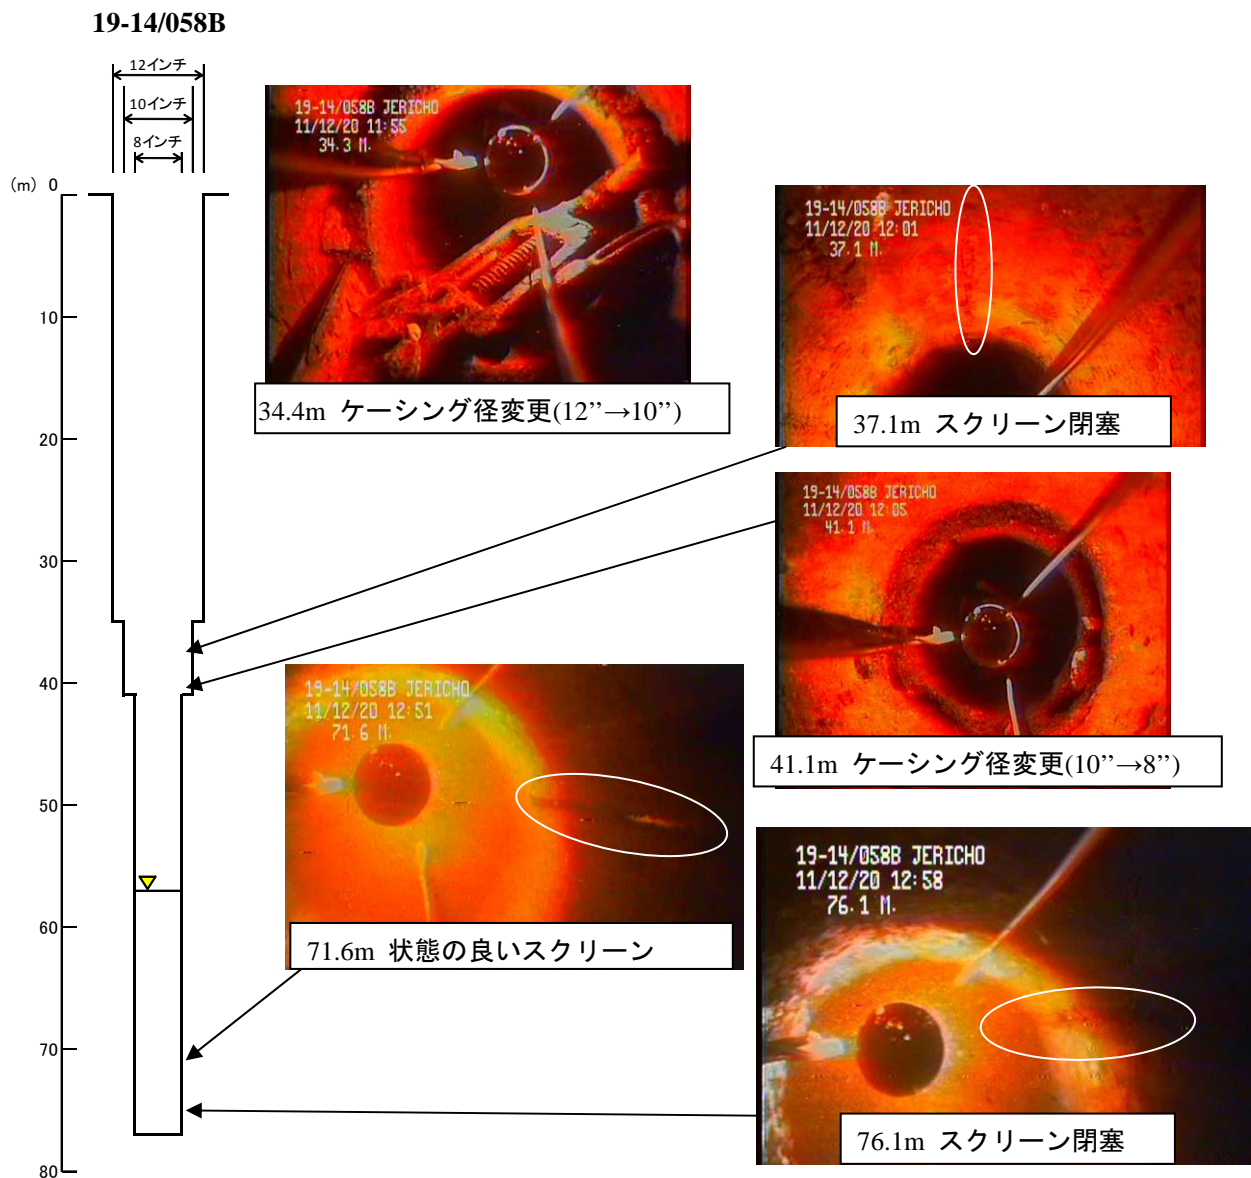 19-14/058B
12インチ
10インチ
8インチ
(m) 0
10
20
30
40
50
60
70
80
19-14/058B JERICHO
11/12/20 11:55
34.3 M.
34.4m ケーシング径変更(12’’→10’’)
19-14/058B JERICHO
11/12/20 12:01
37.1 M.
37.1m スクリーン閉塞
19-14/058B JERICHO
11/12/20 12:05
41.1 M.
41.1m ケーシング径変更(10’’→8’’)
19-14/058B JERICHO
11/12/20 12:51
71.6 M.
71.6m 状態の良いスクリーン
19-14/058B JERICHO
11/12/20 12:58
76.1 M.
76.1m スクリーン閉塞